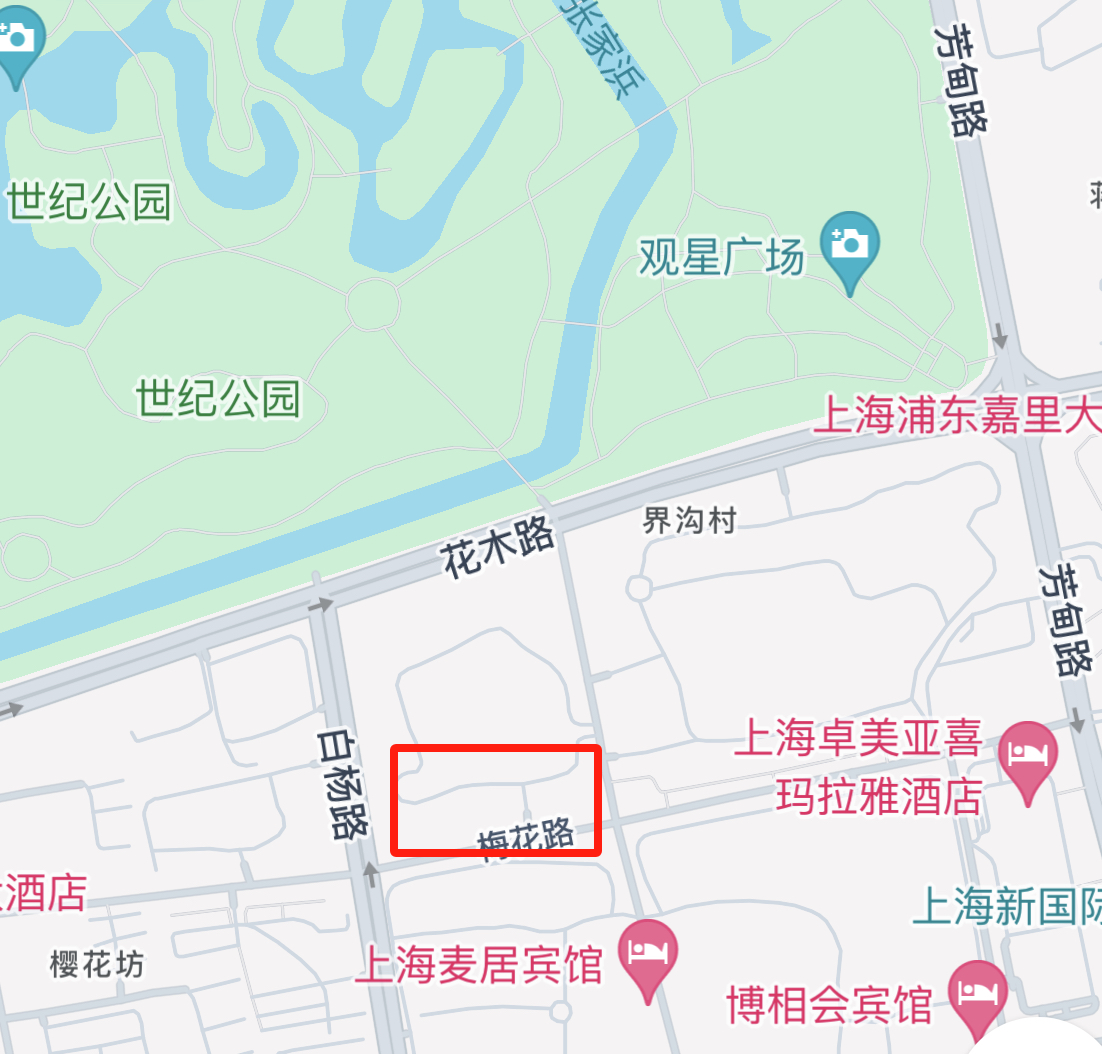 张家浜
芳甸路
世纪公园
观星广场
世纪公园
上海浦东嘉里大
界沟村
花木路
芳甸路
白杨路
上海卓美亚喜
玛拉雅酒店
梅花路
酒店
上海新国际
樱花坊
上海麦居宾馆
博相会宾馆